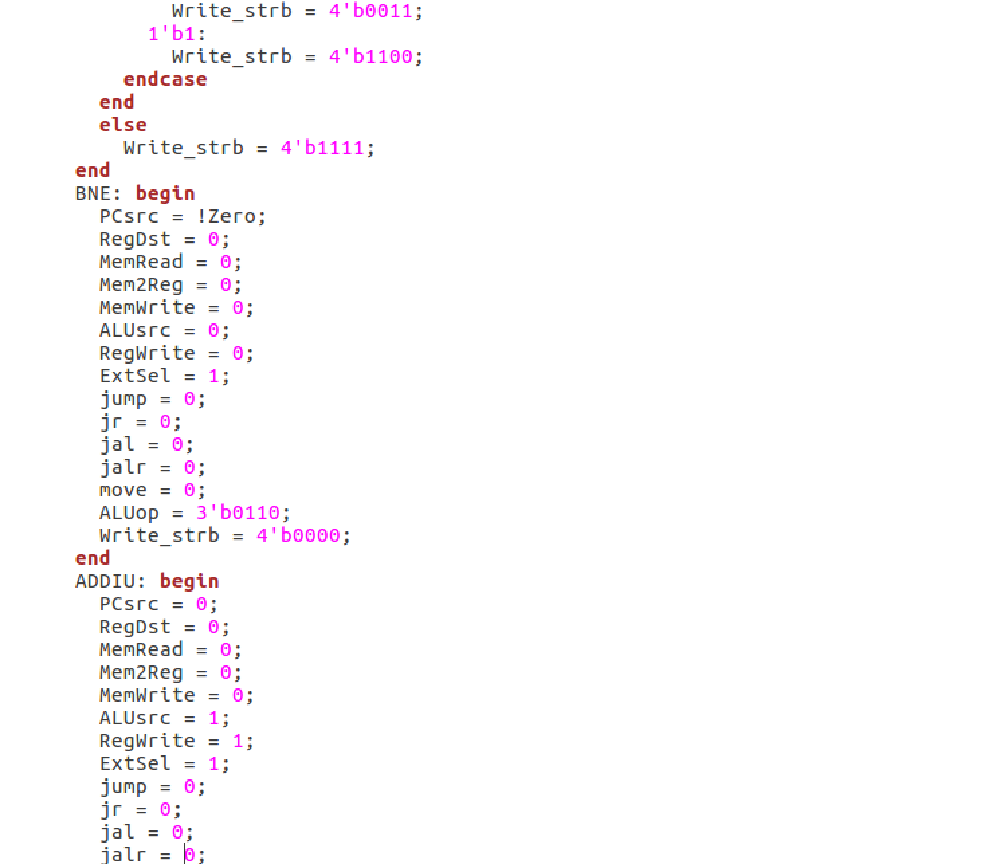 Write_strb = 4'b0011;
1'b1:
Write_strb = 4'b1100;
endcase
end
else
Write_strb = 4'b1111;
end
BNE: begin
PCsrc = !Zero;
RegDst = 0;
MemRead = 0;
Mem2Reg = 0;
MemWrite = 0;
ALUsrc = 0;
RegWrite = 0;
ExtSel = 1;
jump = 0;
jr = 0;
jal = 0;
jalr = 0;
move = 0;
ALUop = 3'b0110;
Write_strb = 4'b0000;
end
ADDIU: begin
PCsrc = 0;
RegDst = 0;
MemRead = 0;
Mem2Reg = 0;
MemWrite = 0;
ALUsrc = 1;
RegWrite = 1;
ExtSel = 1;
jump = 0;
jr = 0;
jal = 0;
jalr = 0;